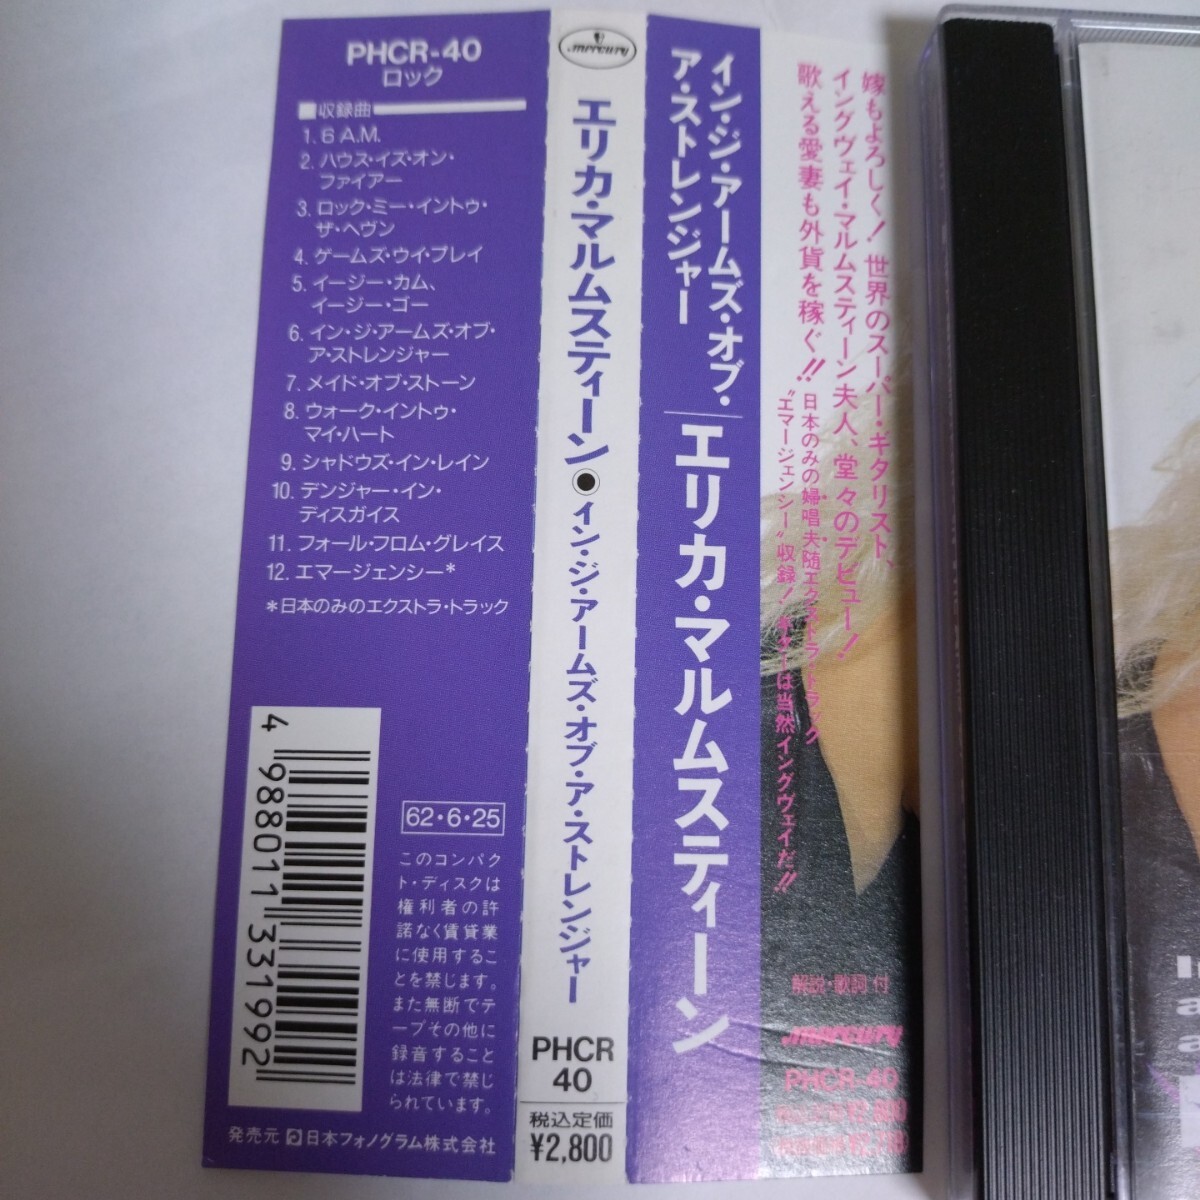 PHCR-40
ロック
■収録曲
1. 6 A.M.
2. ハウス・イズ・オン・
ファイアー
3. ロック・ミー・イントゥ・
ザ・ヘヴン
4. ゲームズ・ウイ・プレイ
5. イージー・カム、
イージー・ゴー
6. イン・ジ・アームズ・オブ・
ア・ストレンジャー
7. メイド・オブ・ストーン
8. ウォーク・イントゥ・
マイ・ハート
9. シャドウズ・イン・レイン
10. デンジャー・イン・
ディスガイス
11. フォール・フロム・グレイス
12. エマージェンシー*
*日本のみのエクストラ・トラック
4 988011 331992
62・6・25
このコンパク
ト・ディスクは
権利者の許
諾なく賃貸業
に使用するこ
とを禁じます。
また無断でテ
ープその他に
録音すること
は法律で禁じ
られています。
発売元 日本フォノグラム株式会社
mercury
エリカ・マルムスティーン●イン・ジ・アームズ・オブ・ア・ストレンジャー
PHCR
40
税込定価
¥2,800
イン・ジ・アームズ・オブ・
ア・ストレンジャー
エリカ・マルムスティーン
嫁もよろしく! 世界のスーパー・ギタリスト、
イングヴェイ・マルムスティーン夫人、堂々のデビュー!
歌える愛妻も外貨を稼ぐ!!
日本のみの婦唱夫随エクストラ・トラック
"エマージェンシー"収録! ギターは当然イングヴェイだ!!
解説・歌詞付
mercury
PHCR-40